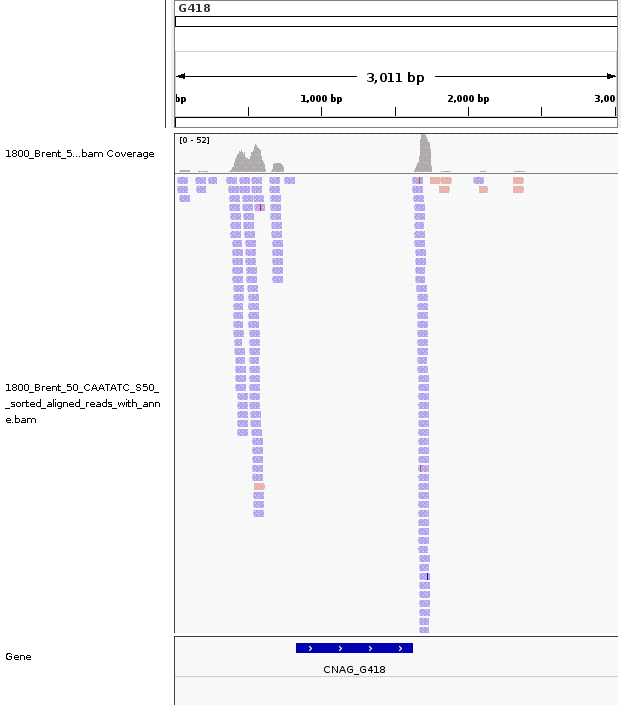 G418
3,011 bp
bp 1,000 bp 2,000 bp 3,00
[0 - 52]
1800_Brent_5...bam Coverage
1800_Brent_50_CAATATC_S50_
_sorted_aligned_reads_with_ann
e.bam
Gene
CNAG_G418